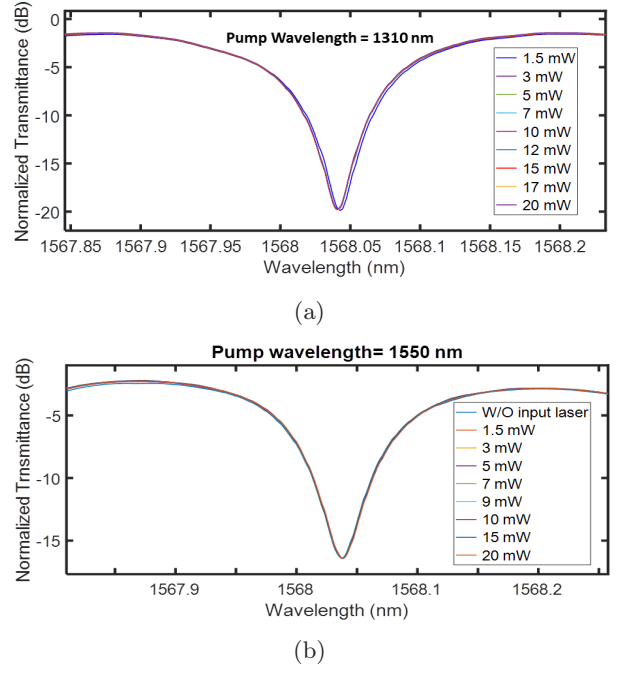 Normalized Transmittance (dB)
Pump Wavelength = 1310 nm
0
-5
-10
-15
-20
1.5 mW
3 mW
5 mW
7 mW
10 mW
12 mW
15 mW
17 mW
20 mW
1567.85 1567.9 1567.95 1568 1568.05 1568.1 1568.15 1568.2
Wavelength (nm)
(a)
Pump wavelength= 1550 nm
Normalized Trnsmittance (dB)
-5
-10
-15
W/O input laser
1.5 mW
3 mW
5 mW
7 mW
9 mW
10 mW
15 mW
20 mW
1567.9 1568 1568.1 1568.2
Wavelength (nm)
(b)